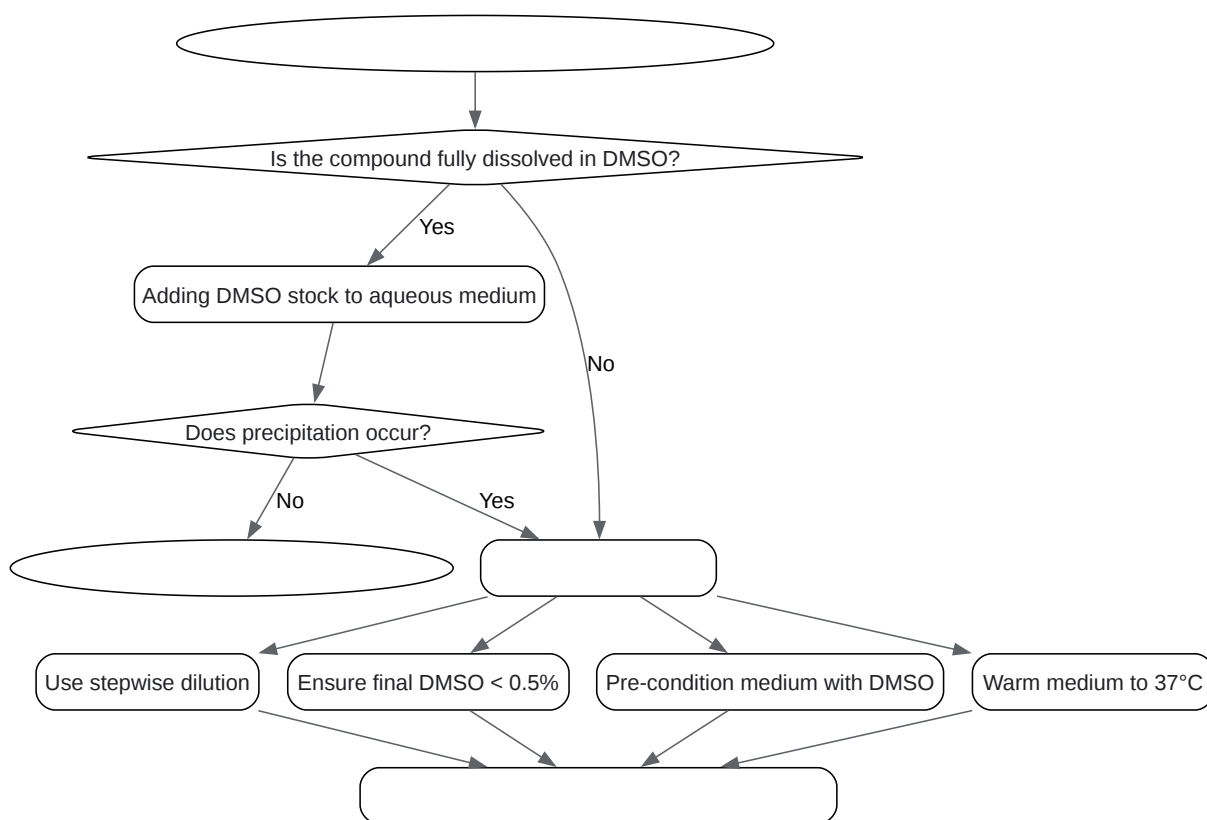 Is the compound fully dissolved in DMSO?
Yes
Adding DMSO stock to aqueous medium
No
Does precipitation occur?
No
Yes
Use stepwise dilution
Ensure final DMSO < 0.5%
Pre-condition medium with DMSO
Warm medium to 37°C